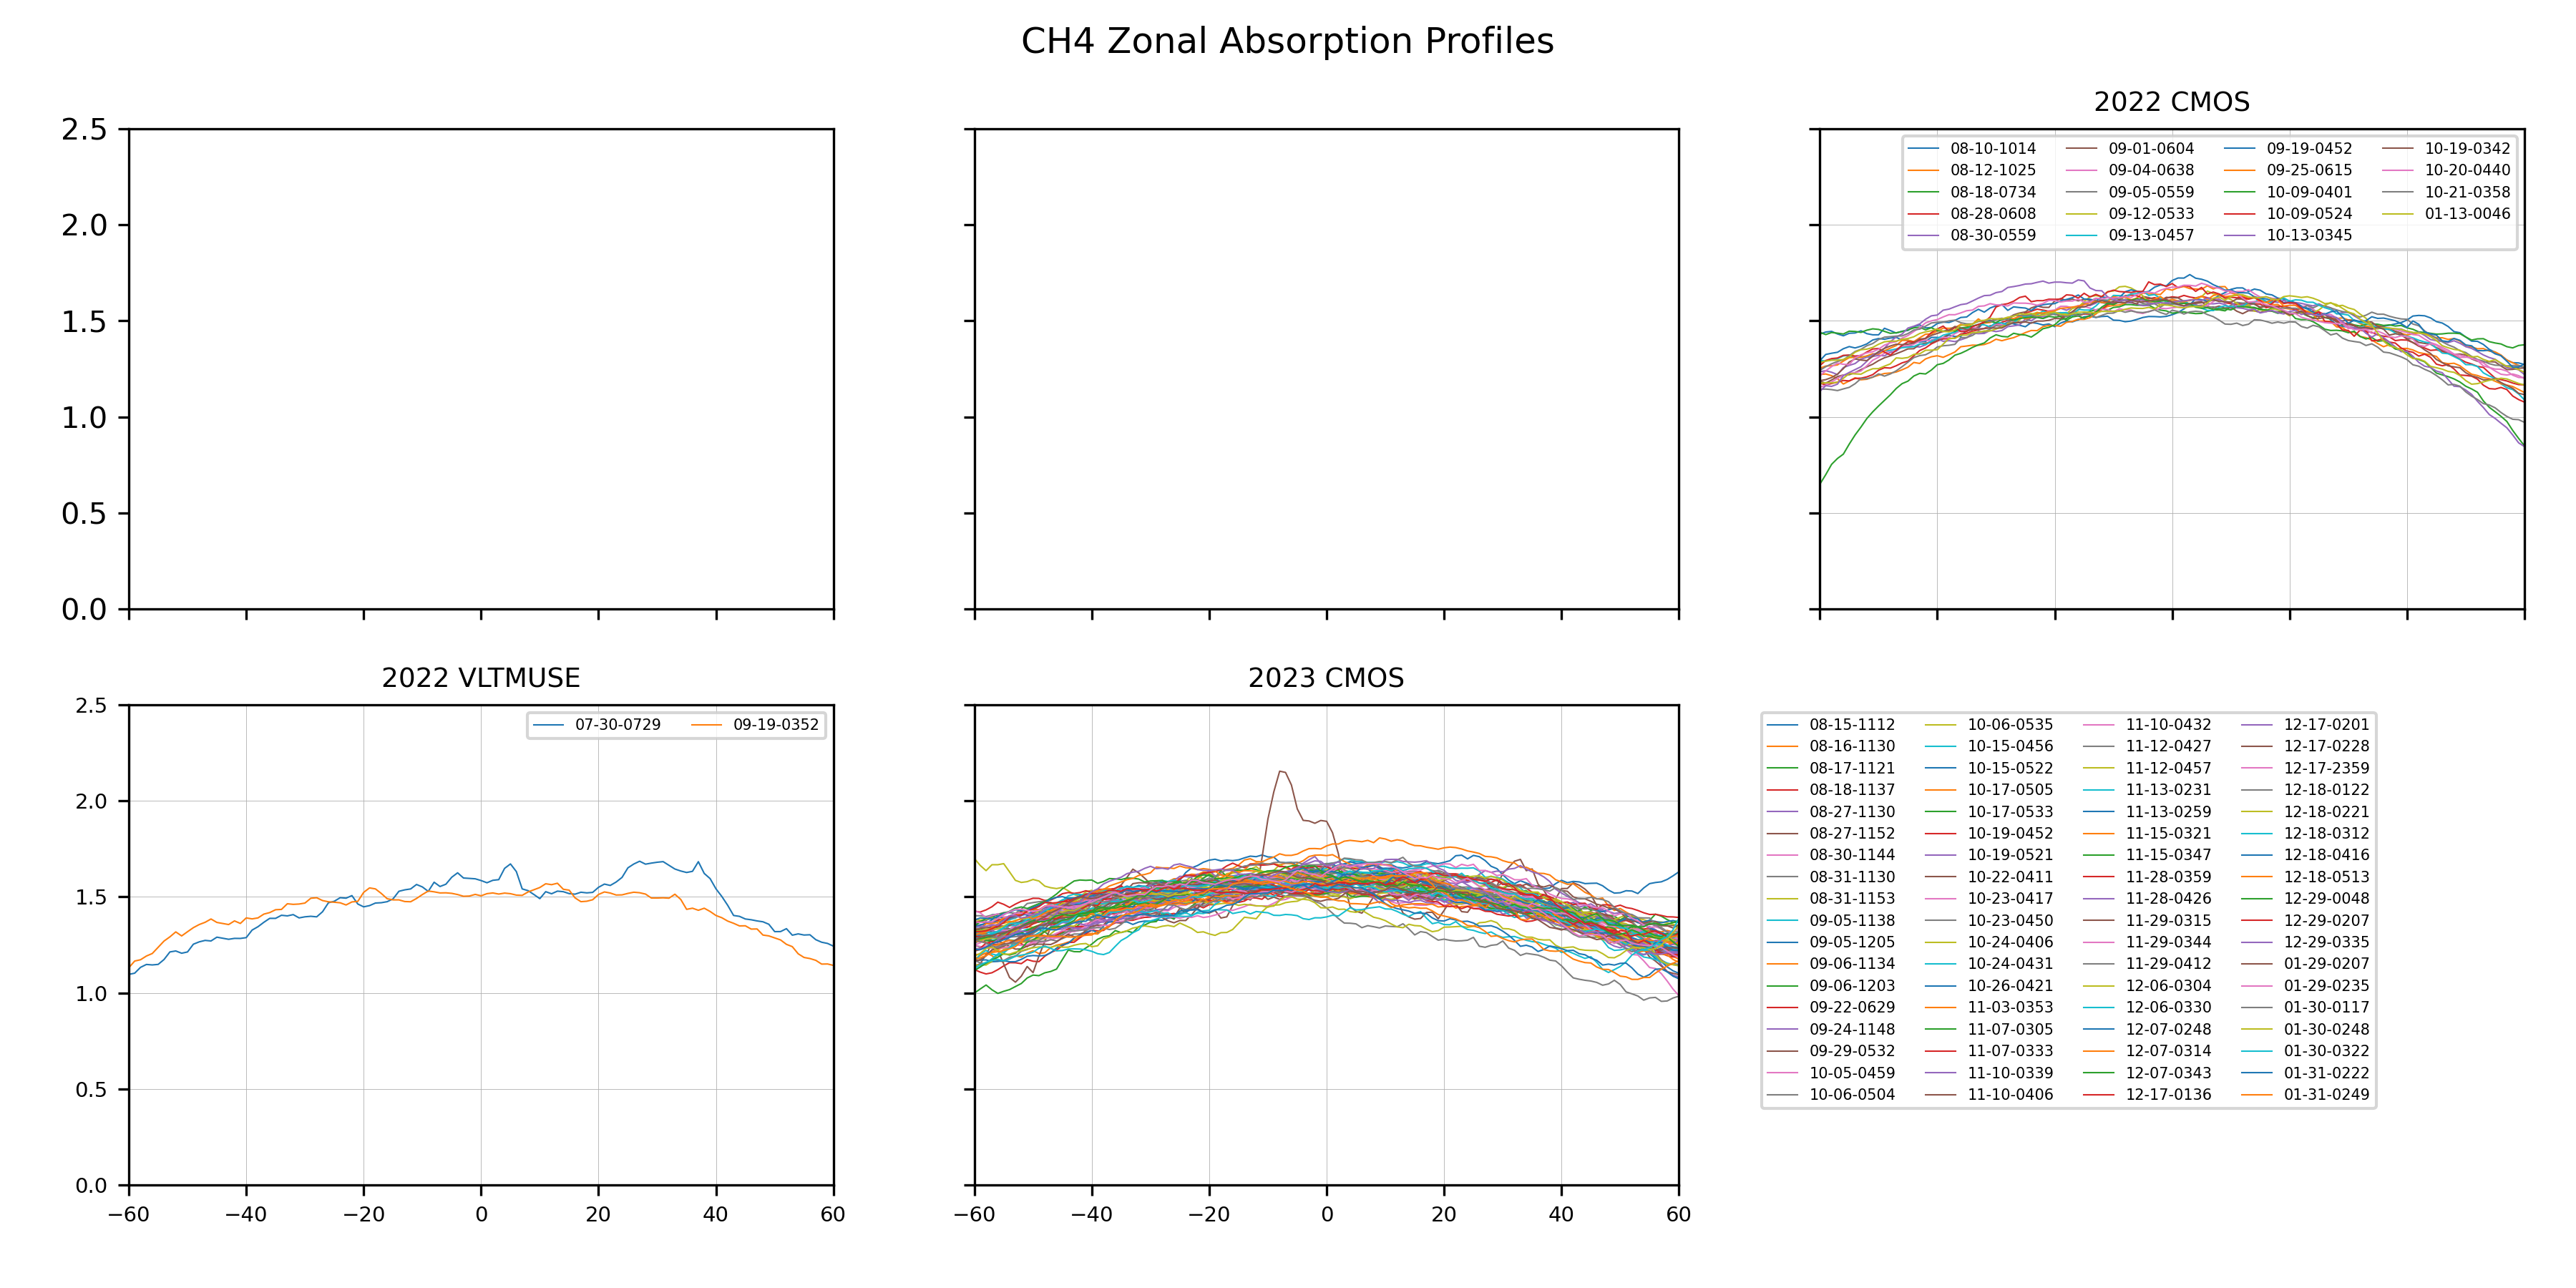 CH4 Zonal Absorption Profiles
2022 CMOS
2.5
2.0
1.5
1.0
0.5
0.0
08-10-1014 09-01-0604 09-19-0452 10-19-0342
08-12-1025 09-04-0638 09-25-0615 10-20-0440
08-18-0734 09-05-0559 10-09-0401 10-21-0358
08-28-0608 09-12-0533 10-09-0524 01-13-0046
08-30-0559 09-13-0457 10-13-0345
2022 VLTMUSE
2.5
2.0
1.5
1.0
0.5
0.0
07-30-0729 09-19-0352
−60 −40 −20 0 20 40 60
2023 CMOS
−60 −40 −20 0 20 40 60
08-15-1112 10-06-0535 11-10-0432 12-17-0201
08-16-1130 10-15-0456 11-12-0427 12-17-0228
08-17-1121 10-15-0522 11-12-0457 12-17-2359
08-18-1137 10-17-0505 11-13-0231 12-18-0122
08-27-1130 10-17-0533 11-13-0259 12-18-0221
08-27-1152 10-19-0452 11-15-0321 12-18-0312
08-30-1144 10-19-0521 11-15-0347 12-18-0416
08-31-1130 10-22-0411 11-28-0359 12-18-0513
08-31-1153 10-23-0417 11-28-0426 12-29-0048
09-05-1138 10-23-0450 11-29-0315 12-29-0207
09-05-1205 10-24-0406 11-29-0344 12-29-0335
09-06-1134 10-24-0431 11-29-0412 01-29-0207
09-06-1203 10-26-0421 12-06-0304 01-29-0235
09-22-0629 11-03-0353 12-06-0330 01-30-0117
09-24-1148 11-07-0305 12-07-0248 01-30-0248
09-29-0532 11-07-0333 12-07-0314 01-30-0322
10-05-0459 11-10-0339 12-07-0343 01-31-0222
10-06-0504 11-10-0406 12-17-0136 01-31-0249